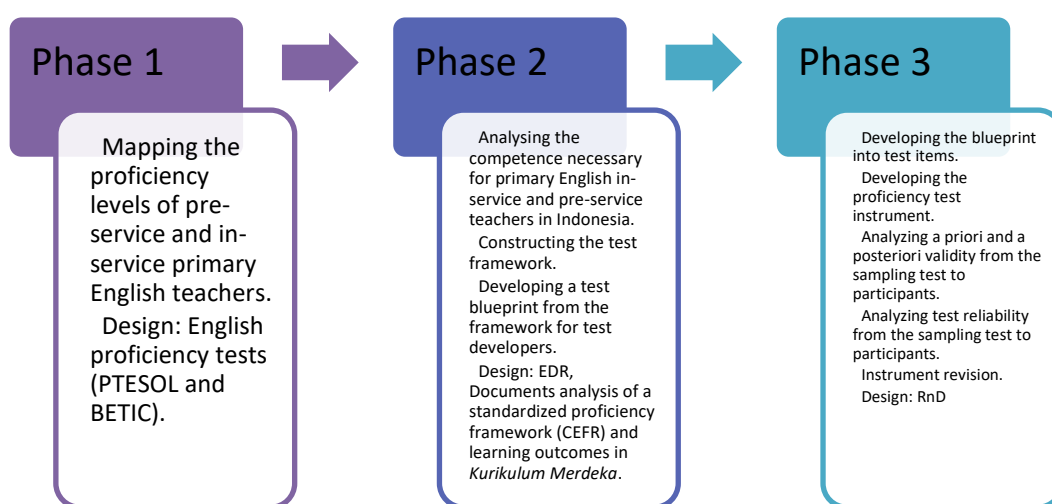 Phase 1
Mapping the
proficiency
levels of pre-
service and in-
service primary
English teachers.
Design: English
proficiency tests
(PTESOL and
BETIC).
Phase 2
Analysing the
competence necessary
for primary English in-
service and pre-service
teachers in Indonesia.
Constructing the test
framework.
Developing a test
blueprint from the
framework for test
developers.
Design: EDR,
Documents analysis of a
standardized proficiency
framework (CEFR) and
learning outcomes in
Kurikulum Merdeka.
Phase 3
Developing the blueprint
into test items.
Developing the
proficiency test
instrument.
Analyzing a priori and a
posteriori validity from the
sampling test to
participants.
Analyzing test reliability
from the sampling test to
participants.
Instrument revision.
Design: RnD